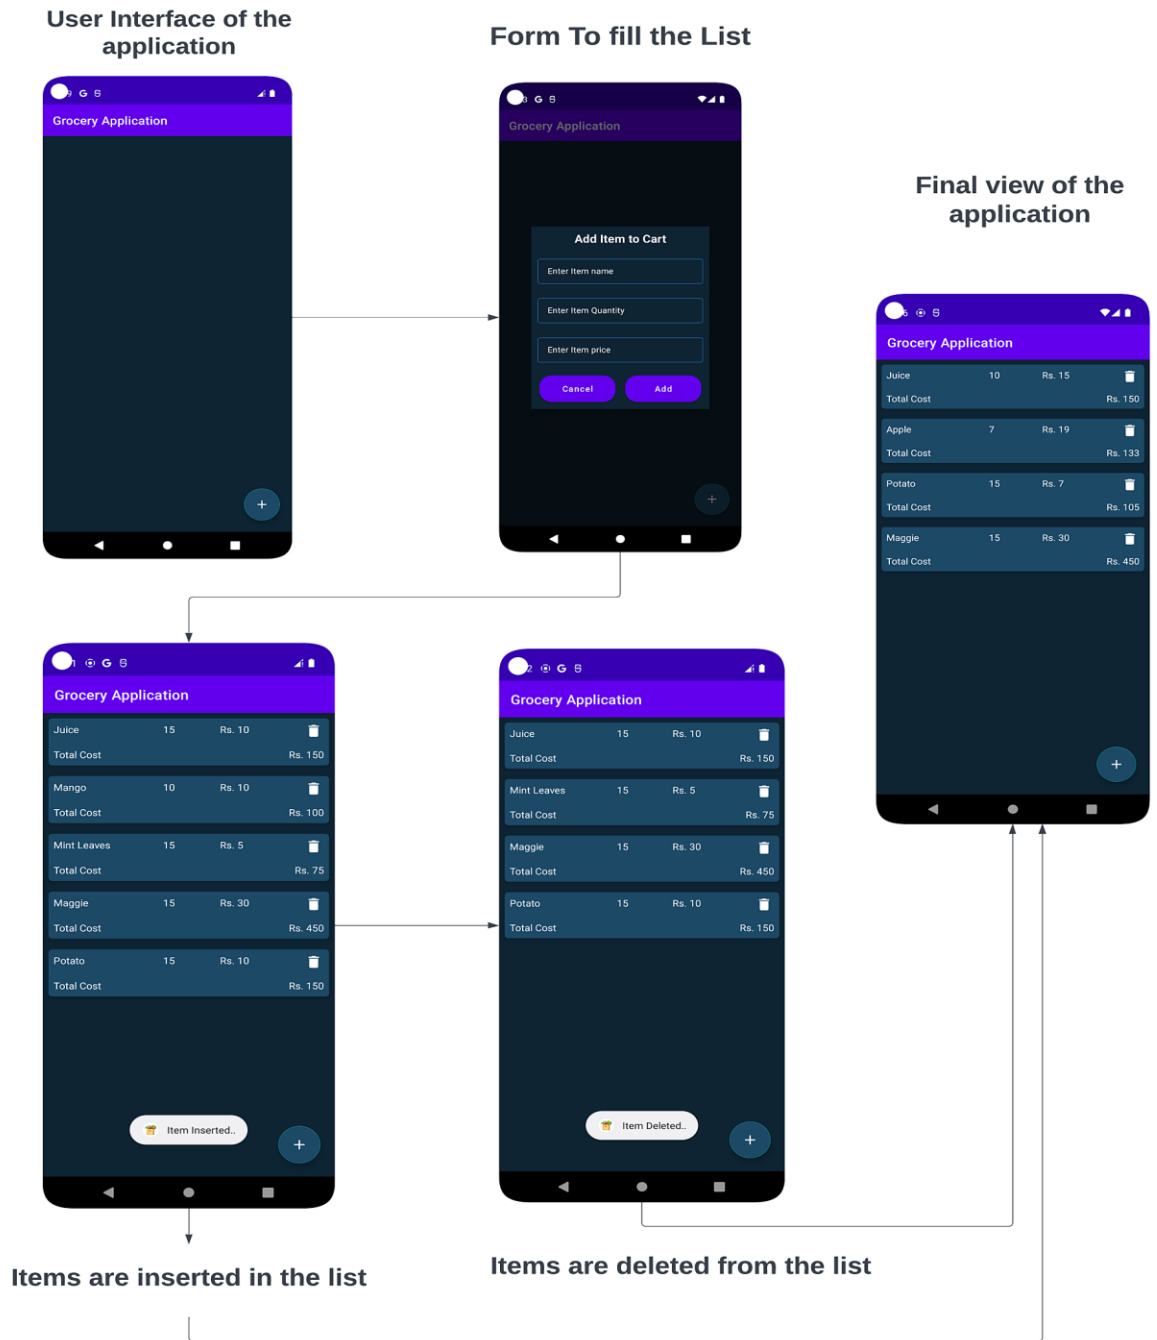 User Interface of the
application
Form To fill the List
Grocery Application
Grocery Application
Add Item to Cart
Enter Item name
Enter Item Quantity
Enter Item price
Cancel Add
Final view of the
application
Grocery Application
Juice 10 Rs. 15
Total Cost Rs. 150
Apple 7 Rs. 19
Total Cost Rs. 133
Potato 15 Rs. 7
Total Cost Rs. 105
Maggie 15 Rs. 30
Total Cost Rs. 450
Grocery Application
Juice 15 Rs. 10
Total Cost Rs. 150
Mango 10 Rs. 10
Total Cost Rs. 100
Mint Leaves 15 Rs. 5
Total Cost Rs. 75
Maggie 15 Rs. 30
Total Cost Rs. 450
Potato 15 Rs. 10
Total Cost Rs. 150
Item Inserted..
Items are inserted in the list
Grocery Application
Juice 15 Rs. 10
Total Cost Rs. 150
Mint Leaves 15 Rs. 5
Total Cost Rs. 75
Maggie 15 Rs. 30
Total Cost Rs. 450
Potato 15 Rs. 10
Total Cost Rs. 150
Item Deleted..
Items are deleted from the list